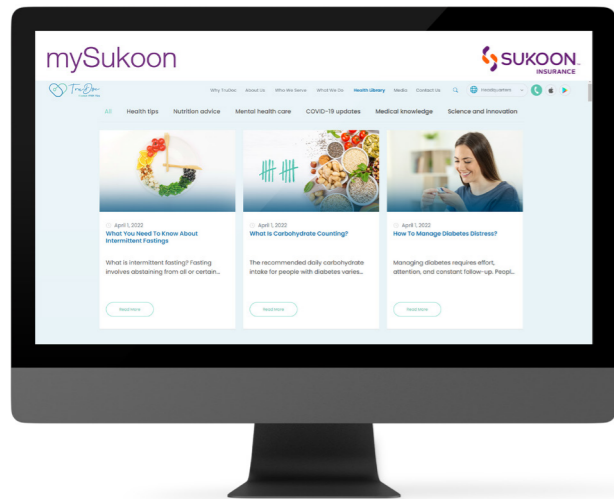 mySukoon
SUKOON
INSURANCE
TruDoc
Why TruDoc About Us Who We Serve What We Do Health Library Media Contact Us
All Health tips Nutrition advice Mental health care COVID-19 updates Medical knowledge Science and innovation
April 1, 2022
What You Need To Know About
Intermittent Fastings
What is intermittent fasting? Fasting
involves abstaining from all or certain...
Read more
April 1, 2022
What Is Carbohydrate Counting?
The recommended daily carbohydrate
intake for people with diabetes varies...
Read more
April 1, 2022
How To Manage Diabetes Distress?
Managing diabetes requires effort,
attention, and constant follow-up. Peopl...
Read more